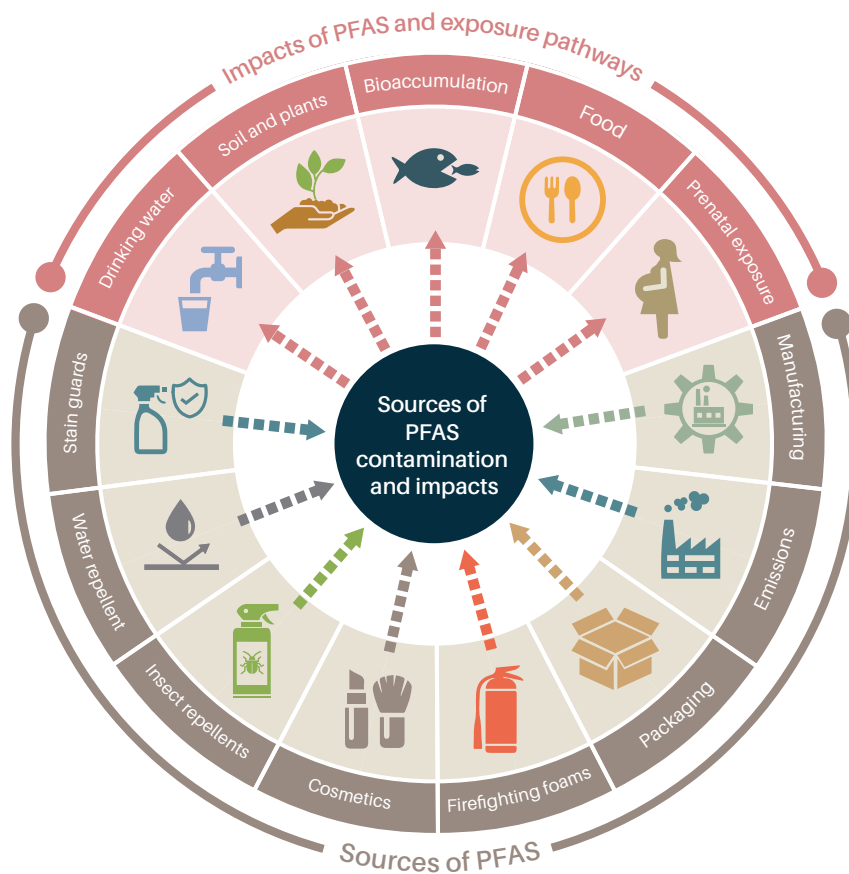 Impacts of PFAS and exposure pathways
Drinking water
Soil and plants
Bioaccumulation
Food
Prenatal exposure
Manufacturing
Emissions
Packaging
Firefighting foams
Cosmetics
Insect repellents
Water repellent
Stain guards
Sources of
PFAS
contamination
and impacts
Sources of PFAS